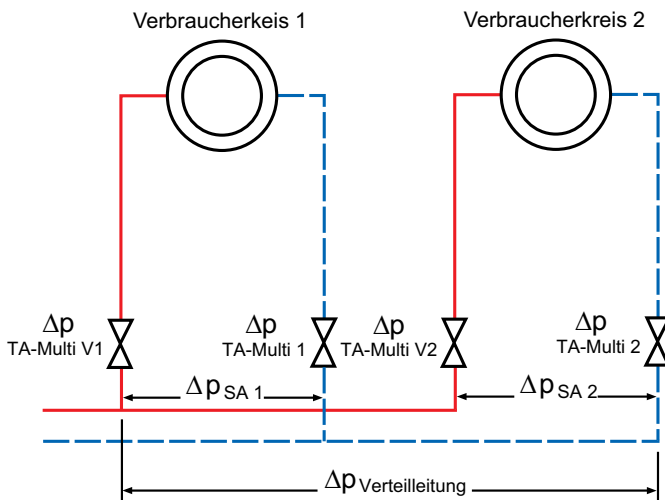 Verbraucherkeis 1
Verbraucherkreis 2
Δp
TA-Multi V1
Δp
TA-Multi 1
Δp
TA-Multi V2
Δp
TA-Multi 2
Δp SA 1
Δp SA 2
Δp Verteilleitung